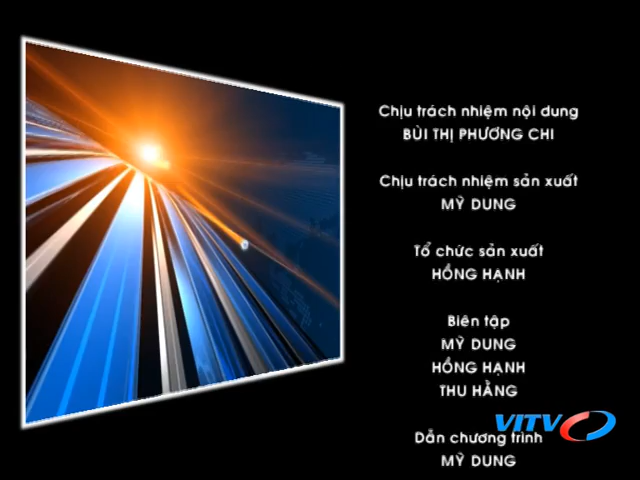 Chịu trách nhiệm nội dung
BÙI THỊ PHƯƠNG CHI
Chịu trách nhiệm sản xuất
MỸ DUNG
Tổ chức sản xuất
HỒNG HẠNH
Biên tập
MỸ DUNG
HỒNG HẠNH
THU HẰNG
VITV
Dẫn chương trình
MỸ DUNG